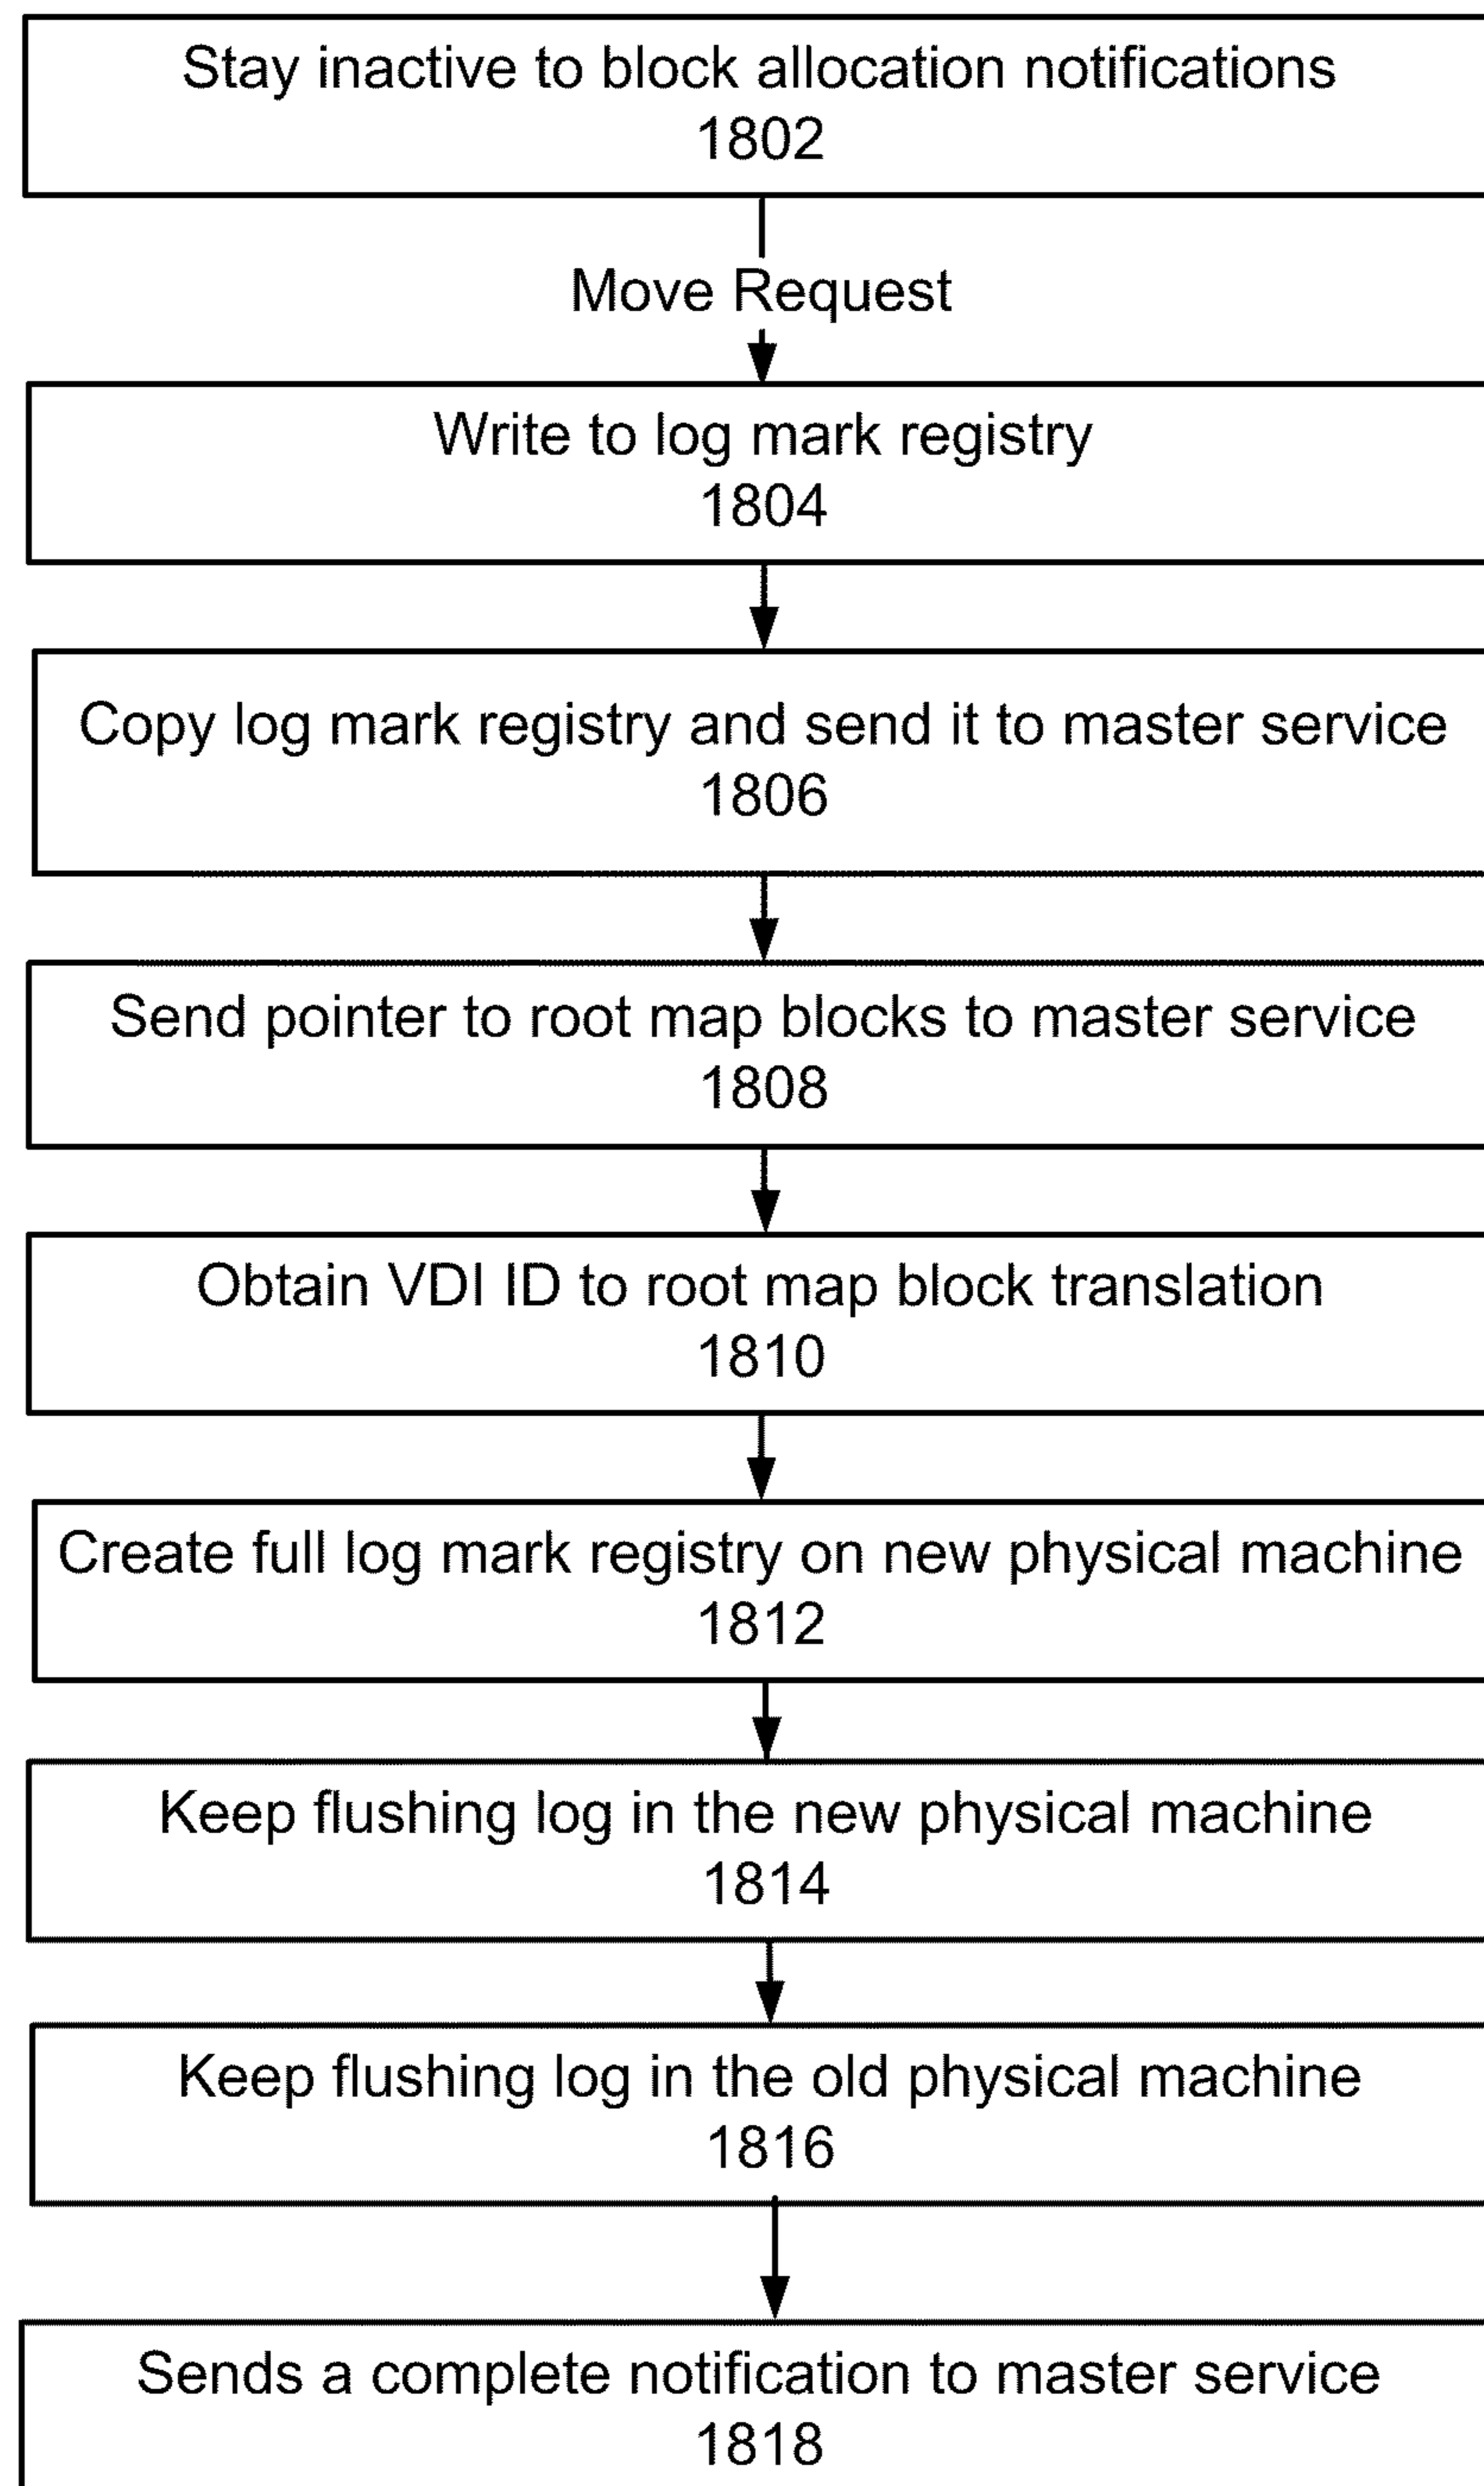 Stay inactive to block allocation notifications
1802
Move Request
Write to log mark registry
1804
Copy log mark registry and send it to master service
1806
Send pointer to root map blocks to master service
1808
Obtain VDI ID to root map block translation
1810
Create full log mark registry on new physical machine
1812
Keep flushing log in the new physical machine
1814
Keep flushing log in the old physical machine
1816
Sends a complete notification to master service
1818